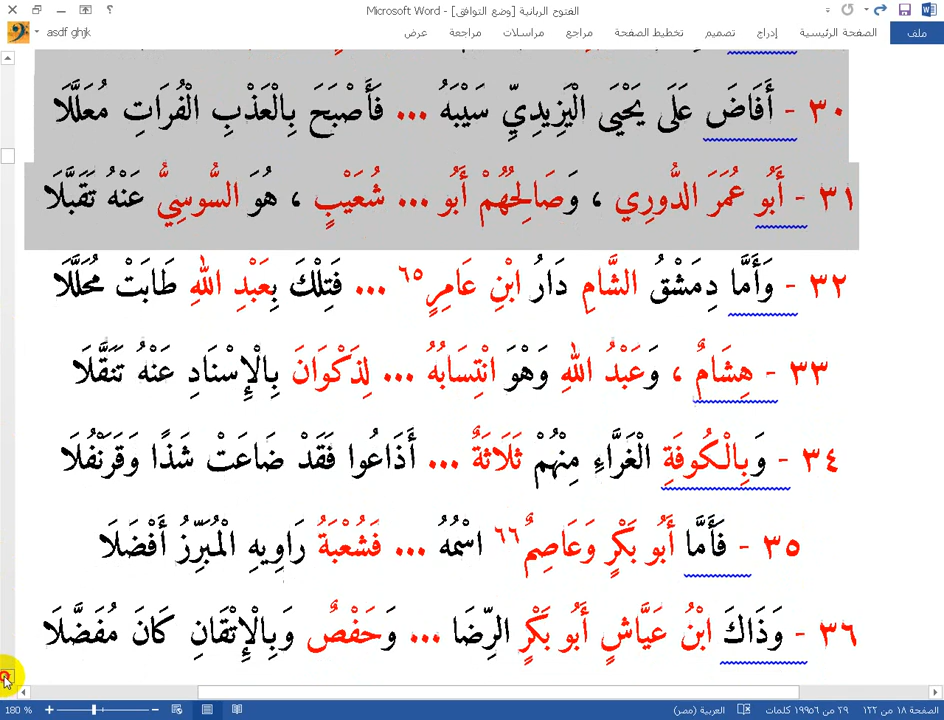 الفتوح الربانية [وضع التوافق] - Microsoft Word
ملف الصفحة الرئيسية إدراج تصميم تخطيط الصفحة مراجع مراسلات مراجعة عرض asdf ghjk
٣٠ - أَفَاضَ عَلَى يَحْيَى الْيَزِيدِيِّ سَيْبَهُ ... فَأَصْبَحَ بِالْعَذْبِ الْفُرَاتِ مُعَلَّلَا
٣١ - أَبُو عُمَرَ الدُّورِي ، وَصَالِحُهُمْ أَبُو ... شُعَيْبٍ ، هُوَ السُّوسِيُّ عَنْهُ تَقَبَّلَا
٣٢ - وَأَمَّا دِمَشْقُ الشَّامِ دَارُ ابْنِ عَامِرٍ ٦٥ ... فَتِلْكَ بِعَبْدِ اللهِ طَابَتْ مُحَلَّلَا
٣٣ - هِشَامٌ ، وَعَبْدُ اللهِ وَهْوَ انْتِسَابُهُ ... لِذَكْوَانَ بِالْإِسْنَادِ عَنْهُ تَنَقَّلَا
٣٤ - وَبِالْكُوفَةِ الْغَرَّاءِ مِنْهُمْ ثَلَاثَةٌ ... أَذَاعُوا فَقَدْ ضَاعَتْ شَذًا وَقَرَنْفُلَا
٣٥ - فَأَمَّا أَبُو بَكْرٍ وَعَاصِمٌ ٦٦ اسْمُهُ ... فَشُعْبَةُ رَاوِيهِ الْمُبَرِّزُ أَفْضَلَا
٣٦ - وَذَاكَ ابْنُ عَيَّاشٍ أَبُو بَكْرٍ الرِّضَا ... وَحَفْصٌ وَبِالْإِتْقَانِ كَانَ مُفَضَّلَا
الصفحة ١٨ من ١٢٢ ٢٩ من ١٩٩٥٦ كلمات العربية (مصر) 180 %